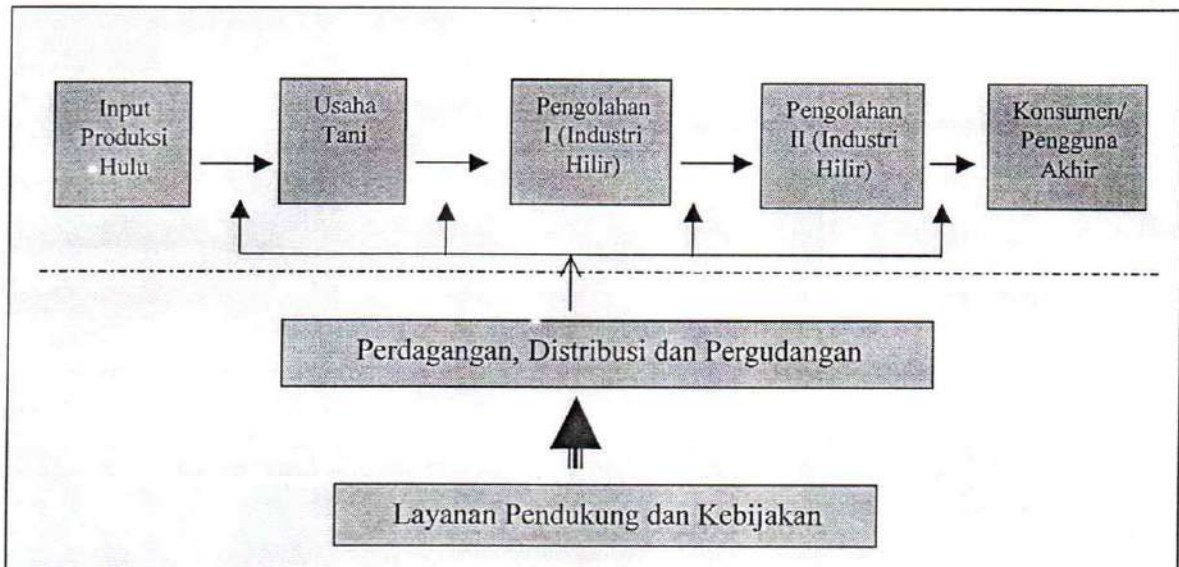 Input
Produksi
Hulu
Usaha
Tani
Pengolahan
I (Industri
Hilir)
Pengolahan
II (Industri
Hilir)
Konsumen/
Pengguna
Akhir
Perdagangan, Distribusi dan Pergudangan
Layanan Pendukung dan Kebijakan